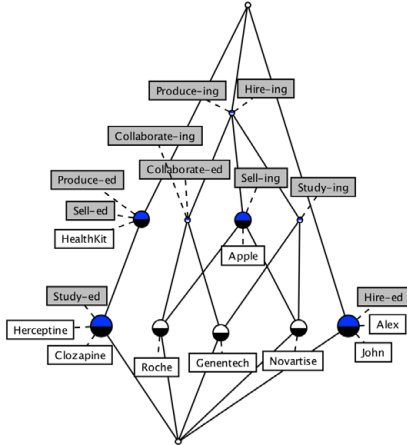 Produce-ing
Hire-ing
Collaborate-ing
Collaborate-ed
Produce-ed
Sell-ing
Study-ing
Sell-ed
HealthKit
Apple
Study-ed
Hire-ed
Herceptine
Alex
Clozapine
Roche
Genentech
Novartise
John